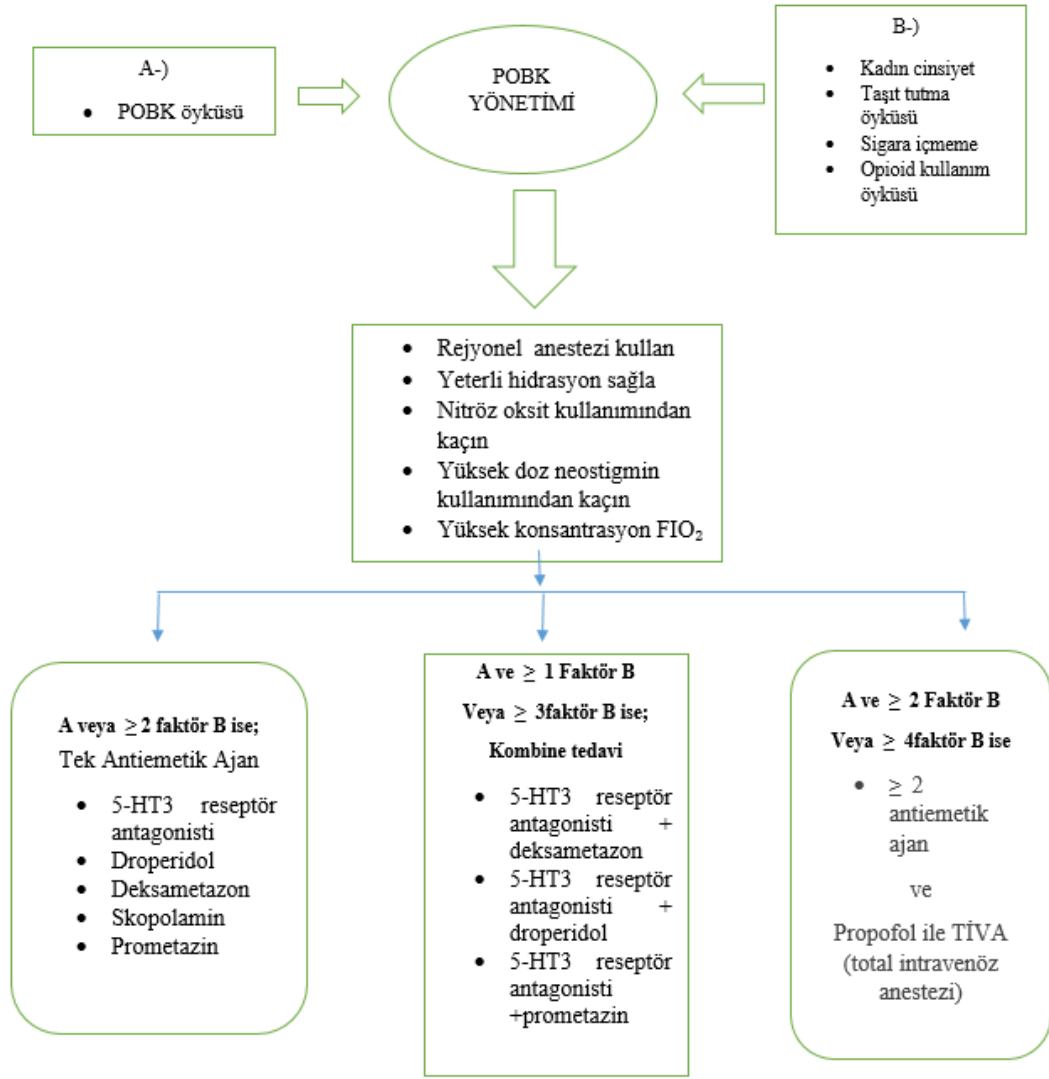 A-)
• POBK öyküsü
POBK
YÖNETİMİ
B-)
• Kadın cinsiyet
• Taşıt tutma
öyküsü
• Sigara içmeme
• Opioid kullanım
öyküsü
• Rejyonel anestezi kullan
• Yeterli hidrasyon sağla
• Nitröz oksit kullanımından
kaçın
• Yüksek doz neostigmin
kullanımından kaçın
• Yüksek konsantrasyon FIO₂
A veya ≥ 2 faktör B ise;
Tek Antiemetik Ajan
• 5-HT3 reseptör
antagonisti
• Droperidol
• Deksametazon
• Skopolamin
• Prometazin
A ve ≥ 1 Faktör B
Veya ≥ 3faktör B ise;
Kombine tedavi
• 5-HT3 reseptör
antagonisti +
deksametazon
• 5-HT3 reseptör
antagonisti +
droperidol
• 5-HT3 reseptör
antagonisti
+prometazin
A ve ≥ 2 Faktör B
Veya ≥ 4faktör B ise
• ≥ 2
antiemetik
ajan
ve
Propofol ile TİVA
(total intravenöz
anestezi)